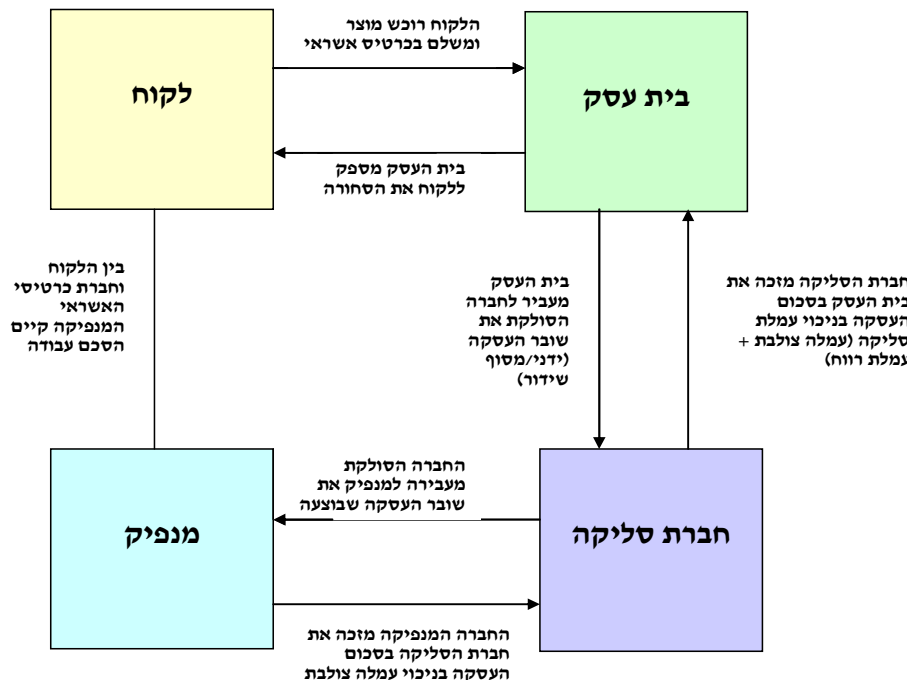 הלקוח רוכש מוצר
ומשלם בכרטיס אשראי
לקוח
בית עסק
בית העסק מספק
ללקוח את הסחורה
בין הלקוח
וחברת כרטיסי
האשראי
המנפיקה קיים
הסכם עבודה
בית העסק
מעביר לחברה
הסולקת את
שובר העסקה
(ידני/מסוף
שידור)
חברת הסליקה מזכה את
בית העסק בסכום
העסקה בניכוי עמלת
סליקה (עמלה צולבת +
עמלת רווח)
החברה הסולקת
מעבירה למנפיק את
שובר העסקה שבוצעה
מנפיק
חברת סליקה
החברה המנפיקה מזכה את
חברת הסליקה בסכום
העסקה בניכוי עמלה צולבת